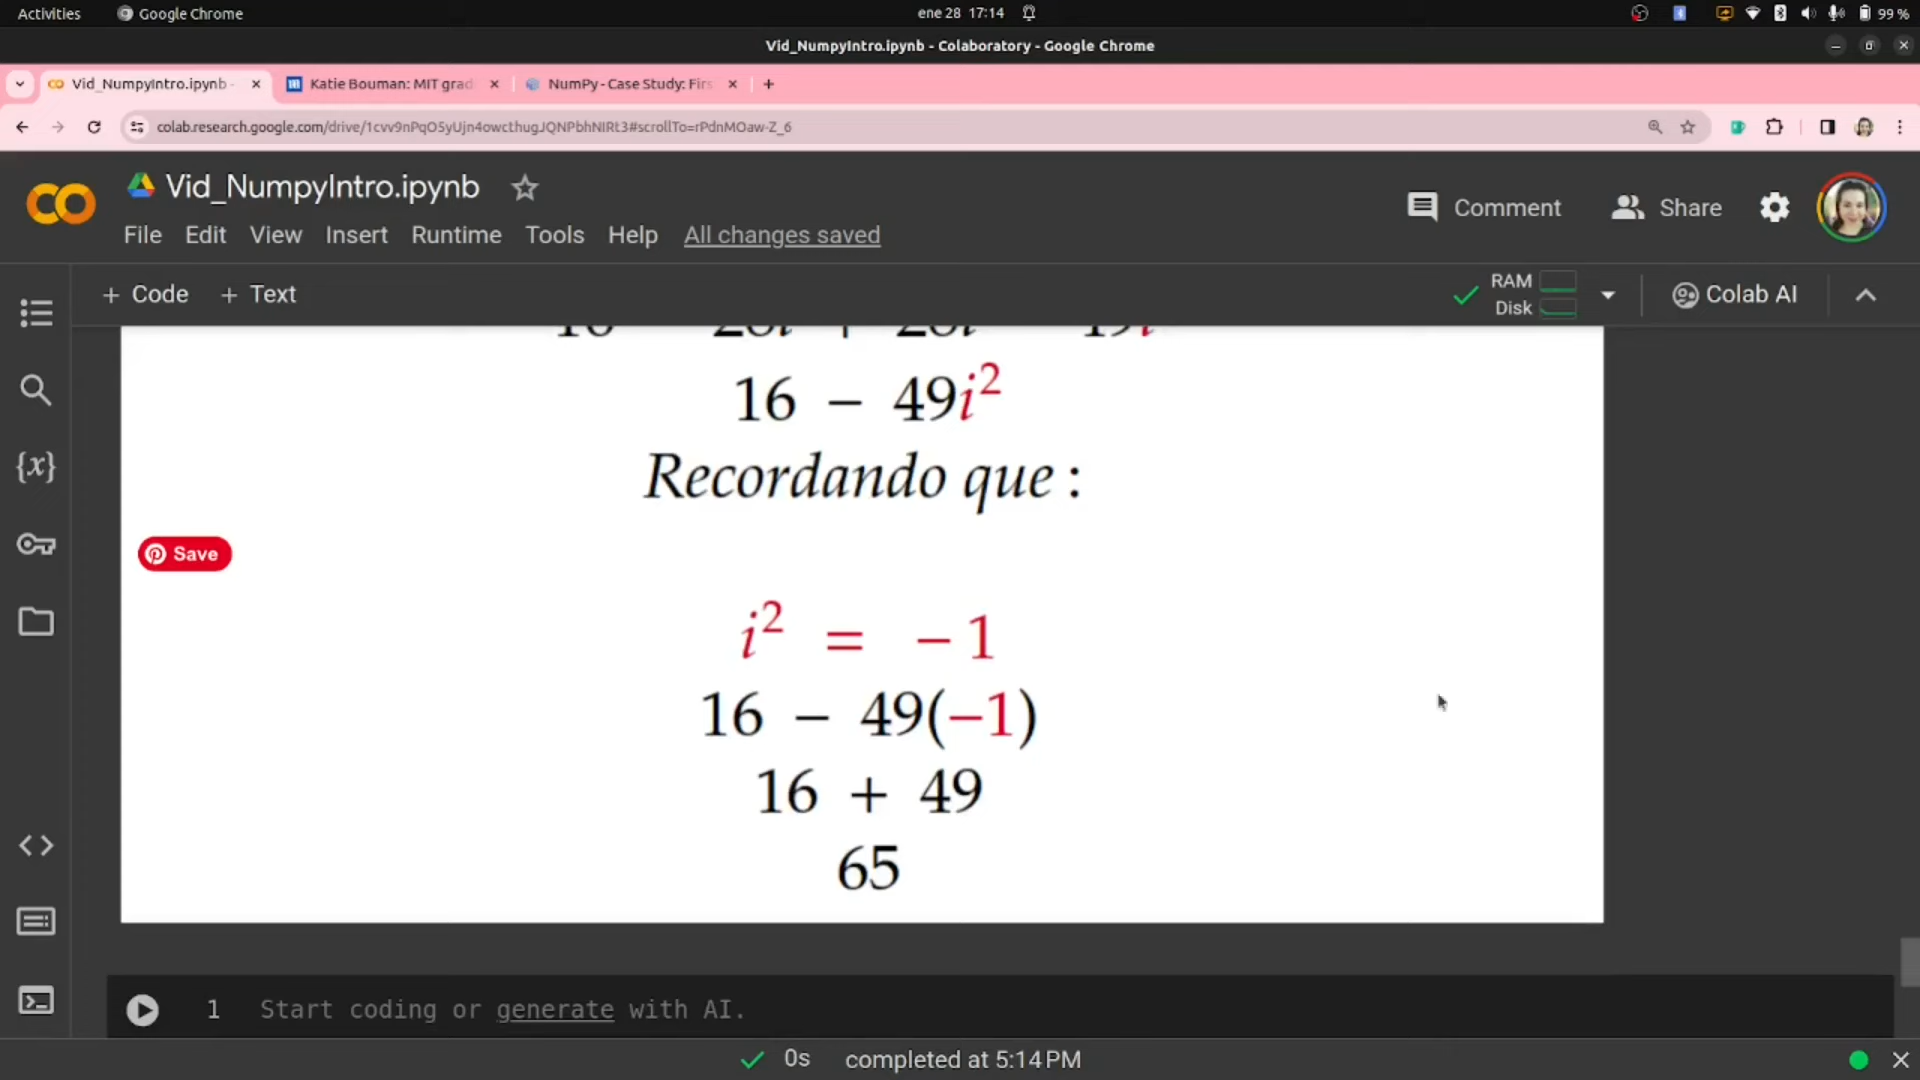 Activities
Google Chrome
ene 28 17:14
99 %
Vid_NumpyIntro.ipynb - Colaboratory - Google Chrome
Vid_NumpyIntro.ipynb -
Katie Bouman: MIT grad
NumPy - Case Study: Firs
colab.research.google.com/drive/1cvv9nPqO5yUjn4owcthugJQNPbhNIRt3#scrollTo=rPdnMOaw-Z_6
Vid_NumpyIntro.ipynb
Comment
Share
File Edit View Insert Runtime Tools Help All changes saved
+ Code + Text
RAM
Disk
Colab AI
16 - 49i²
Recordando que :
Save
i² = -1
16 - 49(-1)
16 + 49
65
1 Start coding or generate with AI.
0s completed at 5:14 PM